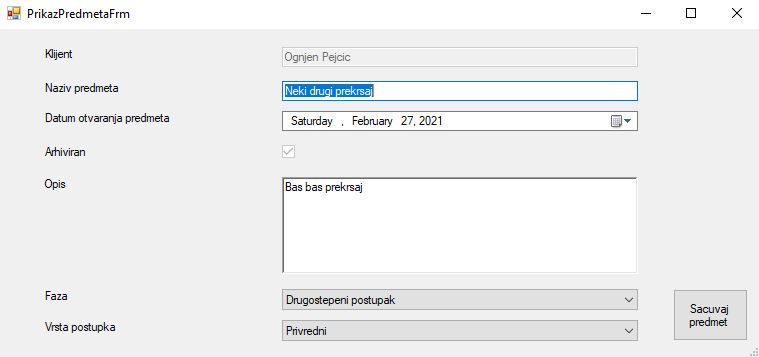 PrikazPredmetaFrm
Klijent Ognjen Pejcic
Naziv predmeta Neki drugi prekrsaj
Datum otvaranja predmeta Saturday , February 27, 2021
Arhiviran
Opis Bas bas prekrsaj
Faza Drugostepeni postupak
Vrsta postupka Privredni
Sacuvaj
predmet